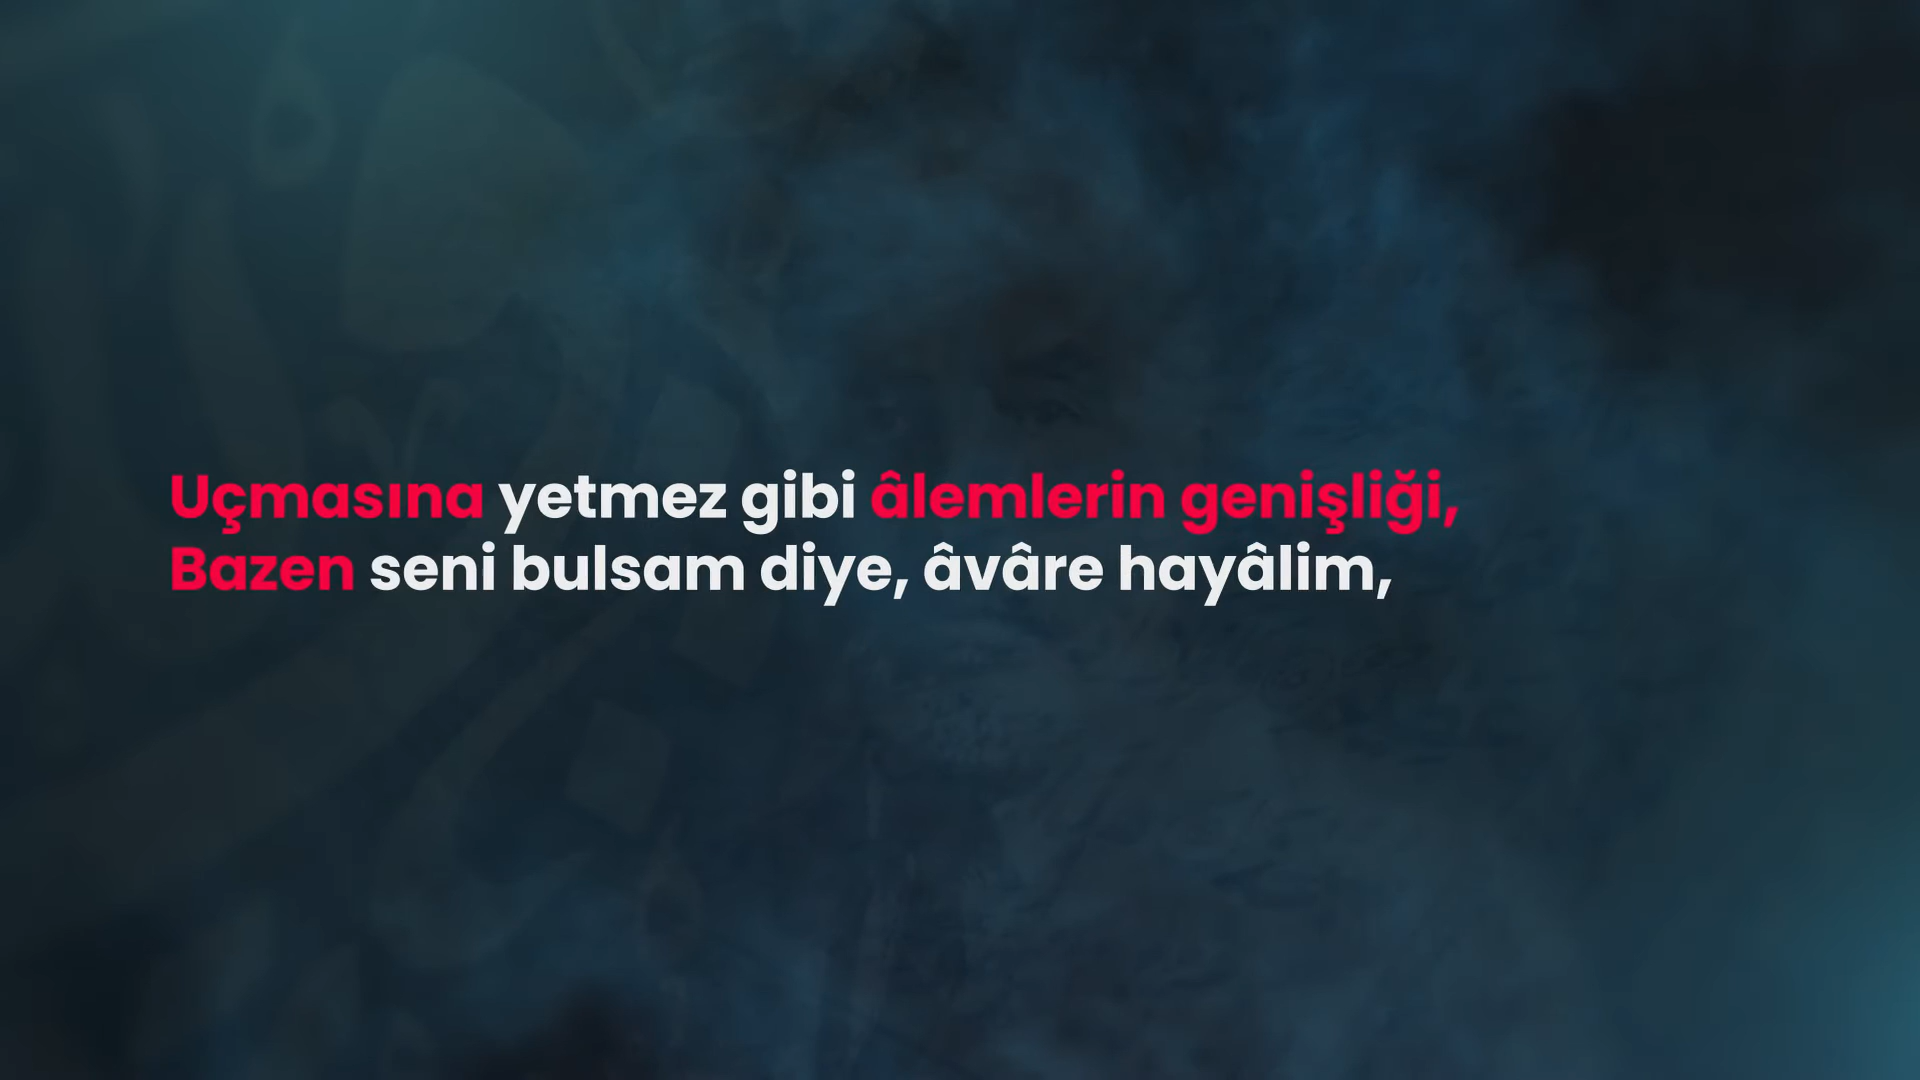 Uçmasına yetmez gibi âlemlerin genişliği,
Bazen seni bulsam diye, âvâre hayâlim,